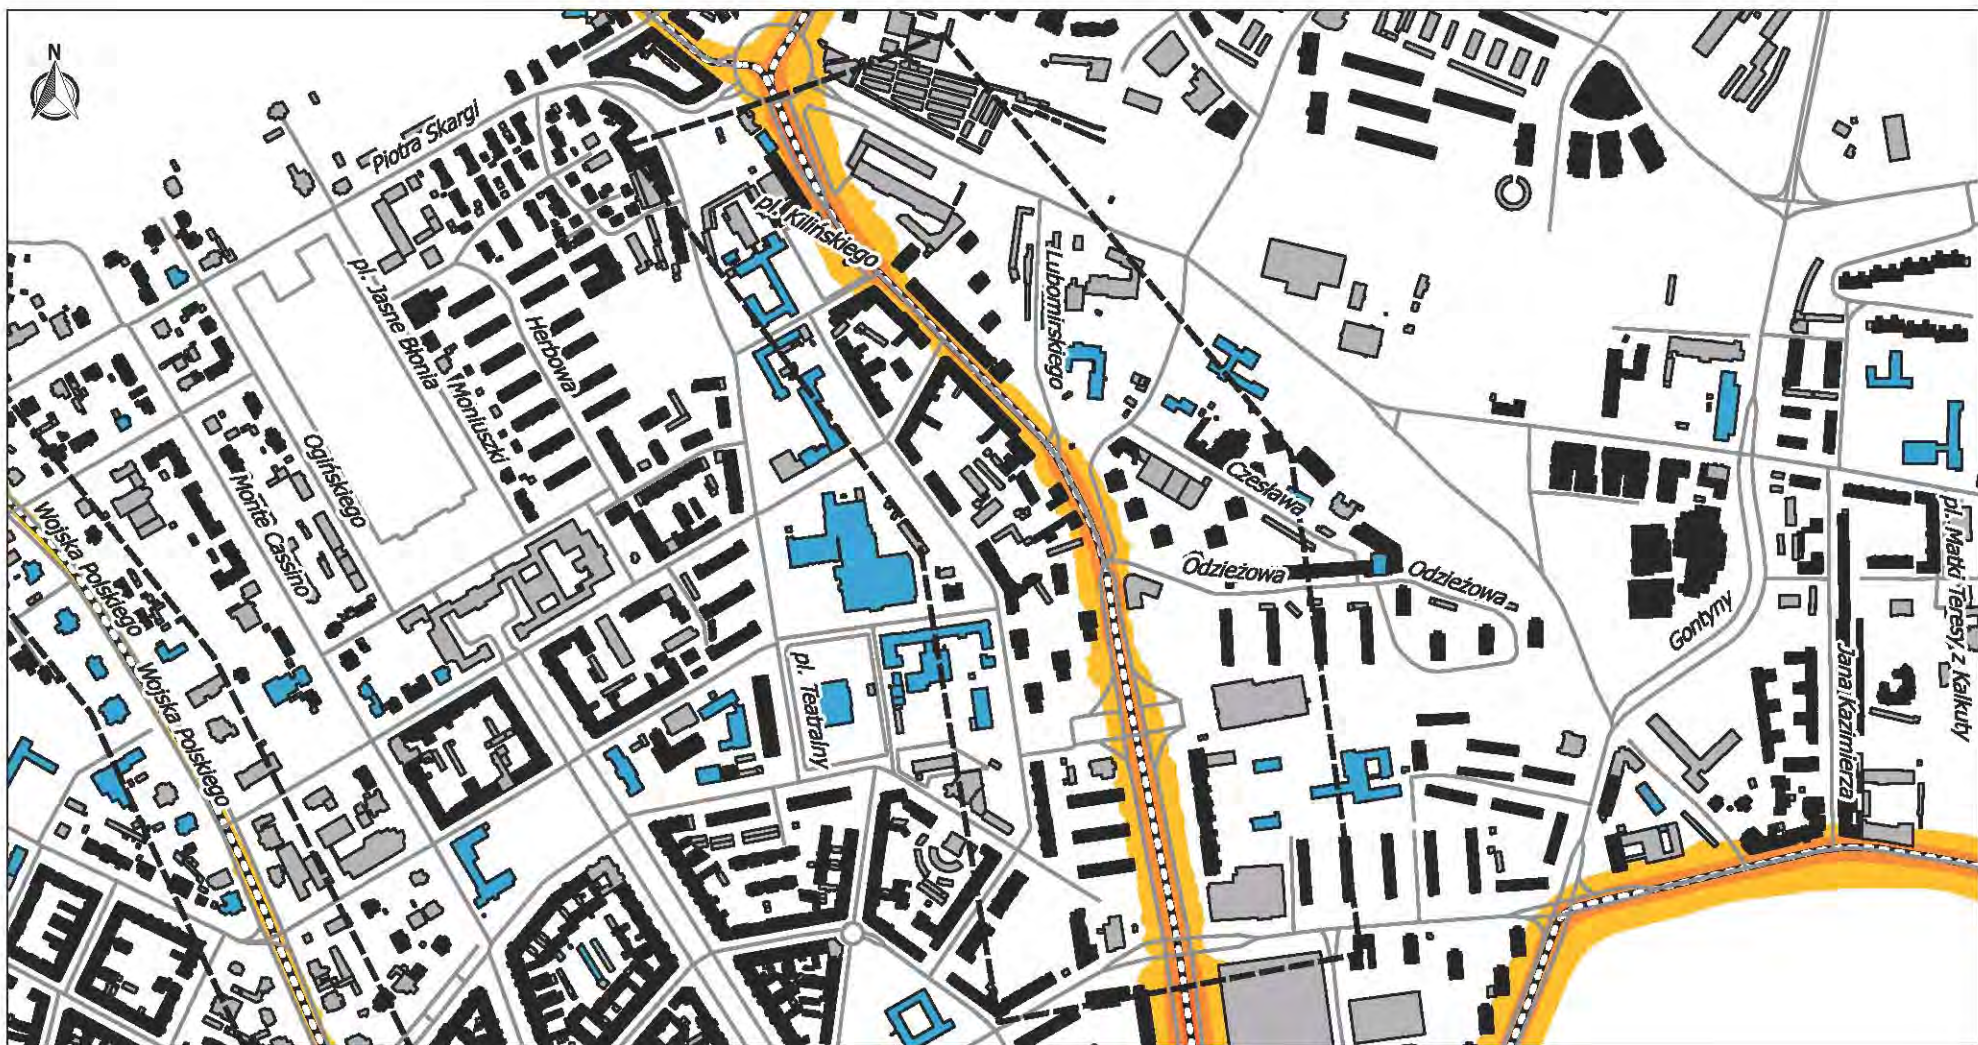 N
Piotra Skargi
pl. Kilińskiego
Lubomirskiego
pl. Jasne Błonia
Herbowa
Moniuszki
Ogińskiego
Monte Cassino
Wojska Polskiego
Wojska Polskiego
Czesława
Odzieżowa
Odzieżowa
Gontyny
pl. Teatralny
Jana Kazimierza
pl. Matki Teresy z Kalkuty